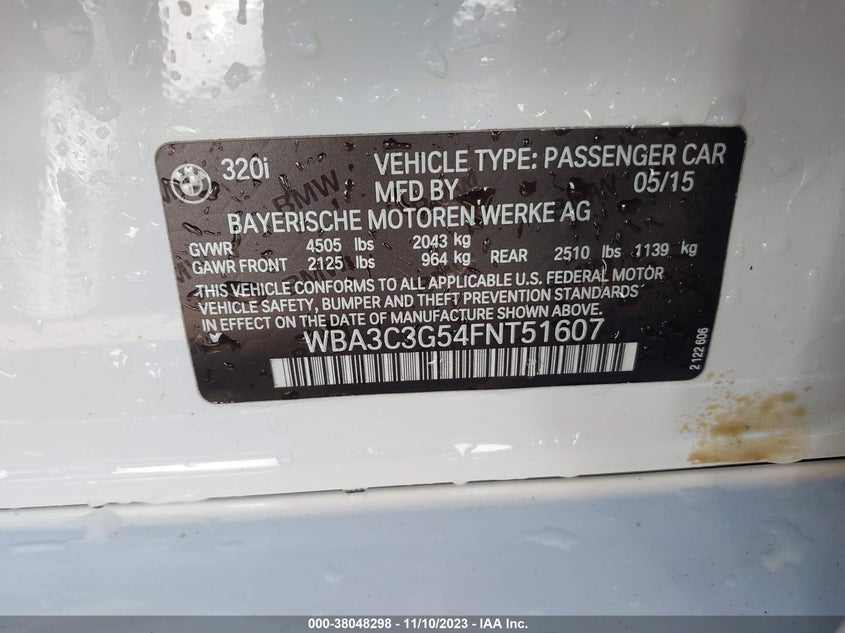 320i VEHICLE TYPE: PASSENGER CAR
MFD BY 05/15
BAYERISCHE MOTOREN WERKE AG
GVWR 4505 lbs 2043 kg
GAWR FRONT 2125 lbs 964 kg REAR 2510 lbs 1139 kg
THIS VEHICLE CONFORMS TO ALL APPLICABLE U.S. FEDERAL MOTOR
VEHICLE SAFETY, BUMPER AND THEFT PREVENTION STANDARDS
IN EFFECT ON THE DATE OF MANUFACTURE SHOWN ABOVE.
WBA3C3G54FNT51607
2 122 606
000-38048298 - 11/10/2023 - IAA Inc.